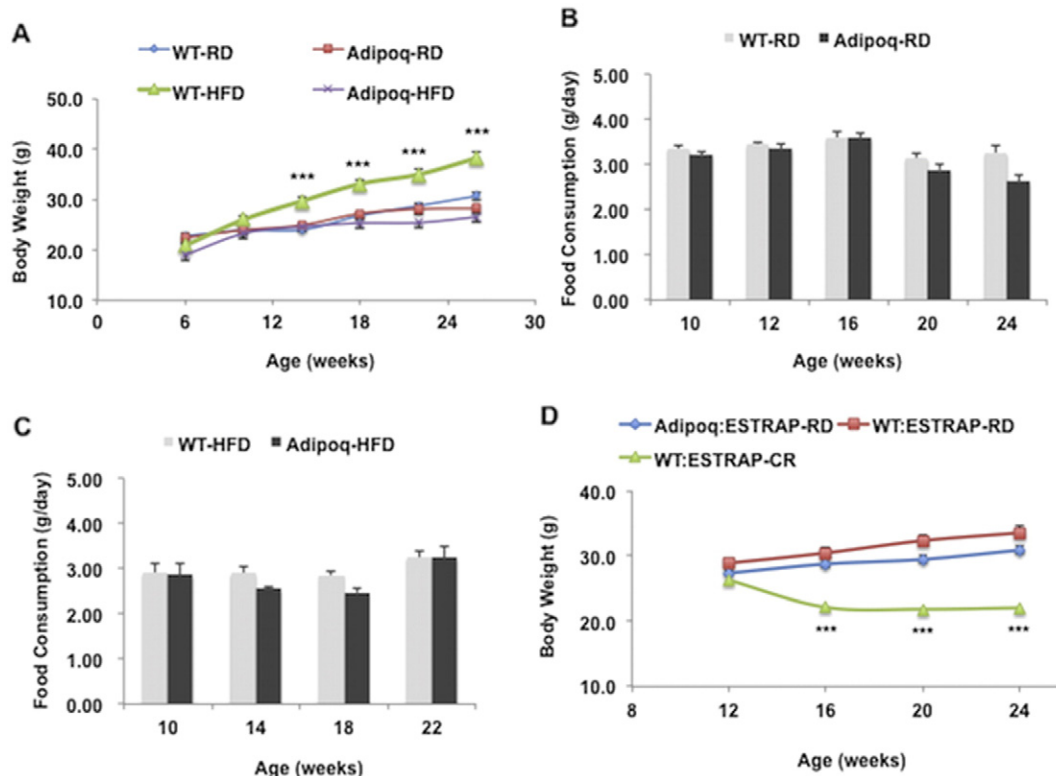 A
WT-RD
Adipoq-RD
WT-HFD
Adipoq-HFD
Body Weight (g)
50.0
40.0
30.0
20.0
10.0
***
***
***
***
0
6
12
18
24
30
Age (weeks)
B
WT-RD
Adipoq-RD
Food Consumption (g/day)
5.00
4.00
3.00
2.00
1.00
0.00
10
12
16
20
24
Age (weeks)
C
WT-HFD
Adipoq-HFD
Food Consumption (g/day)
5.00
4.00
3.00
2.00
1.00
0.00
10
14
18
22
Age (weeks)
D
Adipoq:ESTRAP-RD
WT:ESTRAP-RD
WT:ESTRAP-CR
Body Weight (g)
40.0
30.0
20.0
10.0
***
***
***
8
12
16
20
24
Age (weeks)